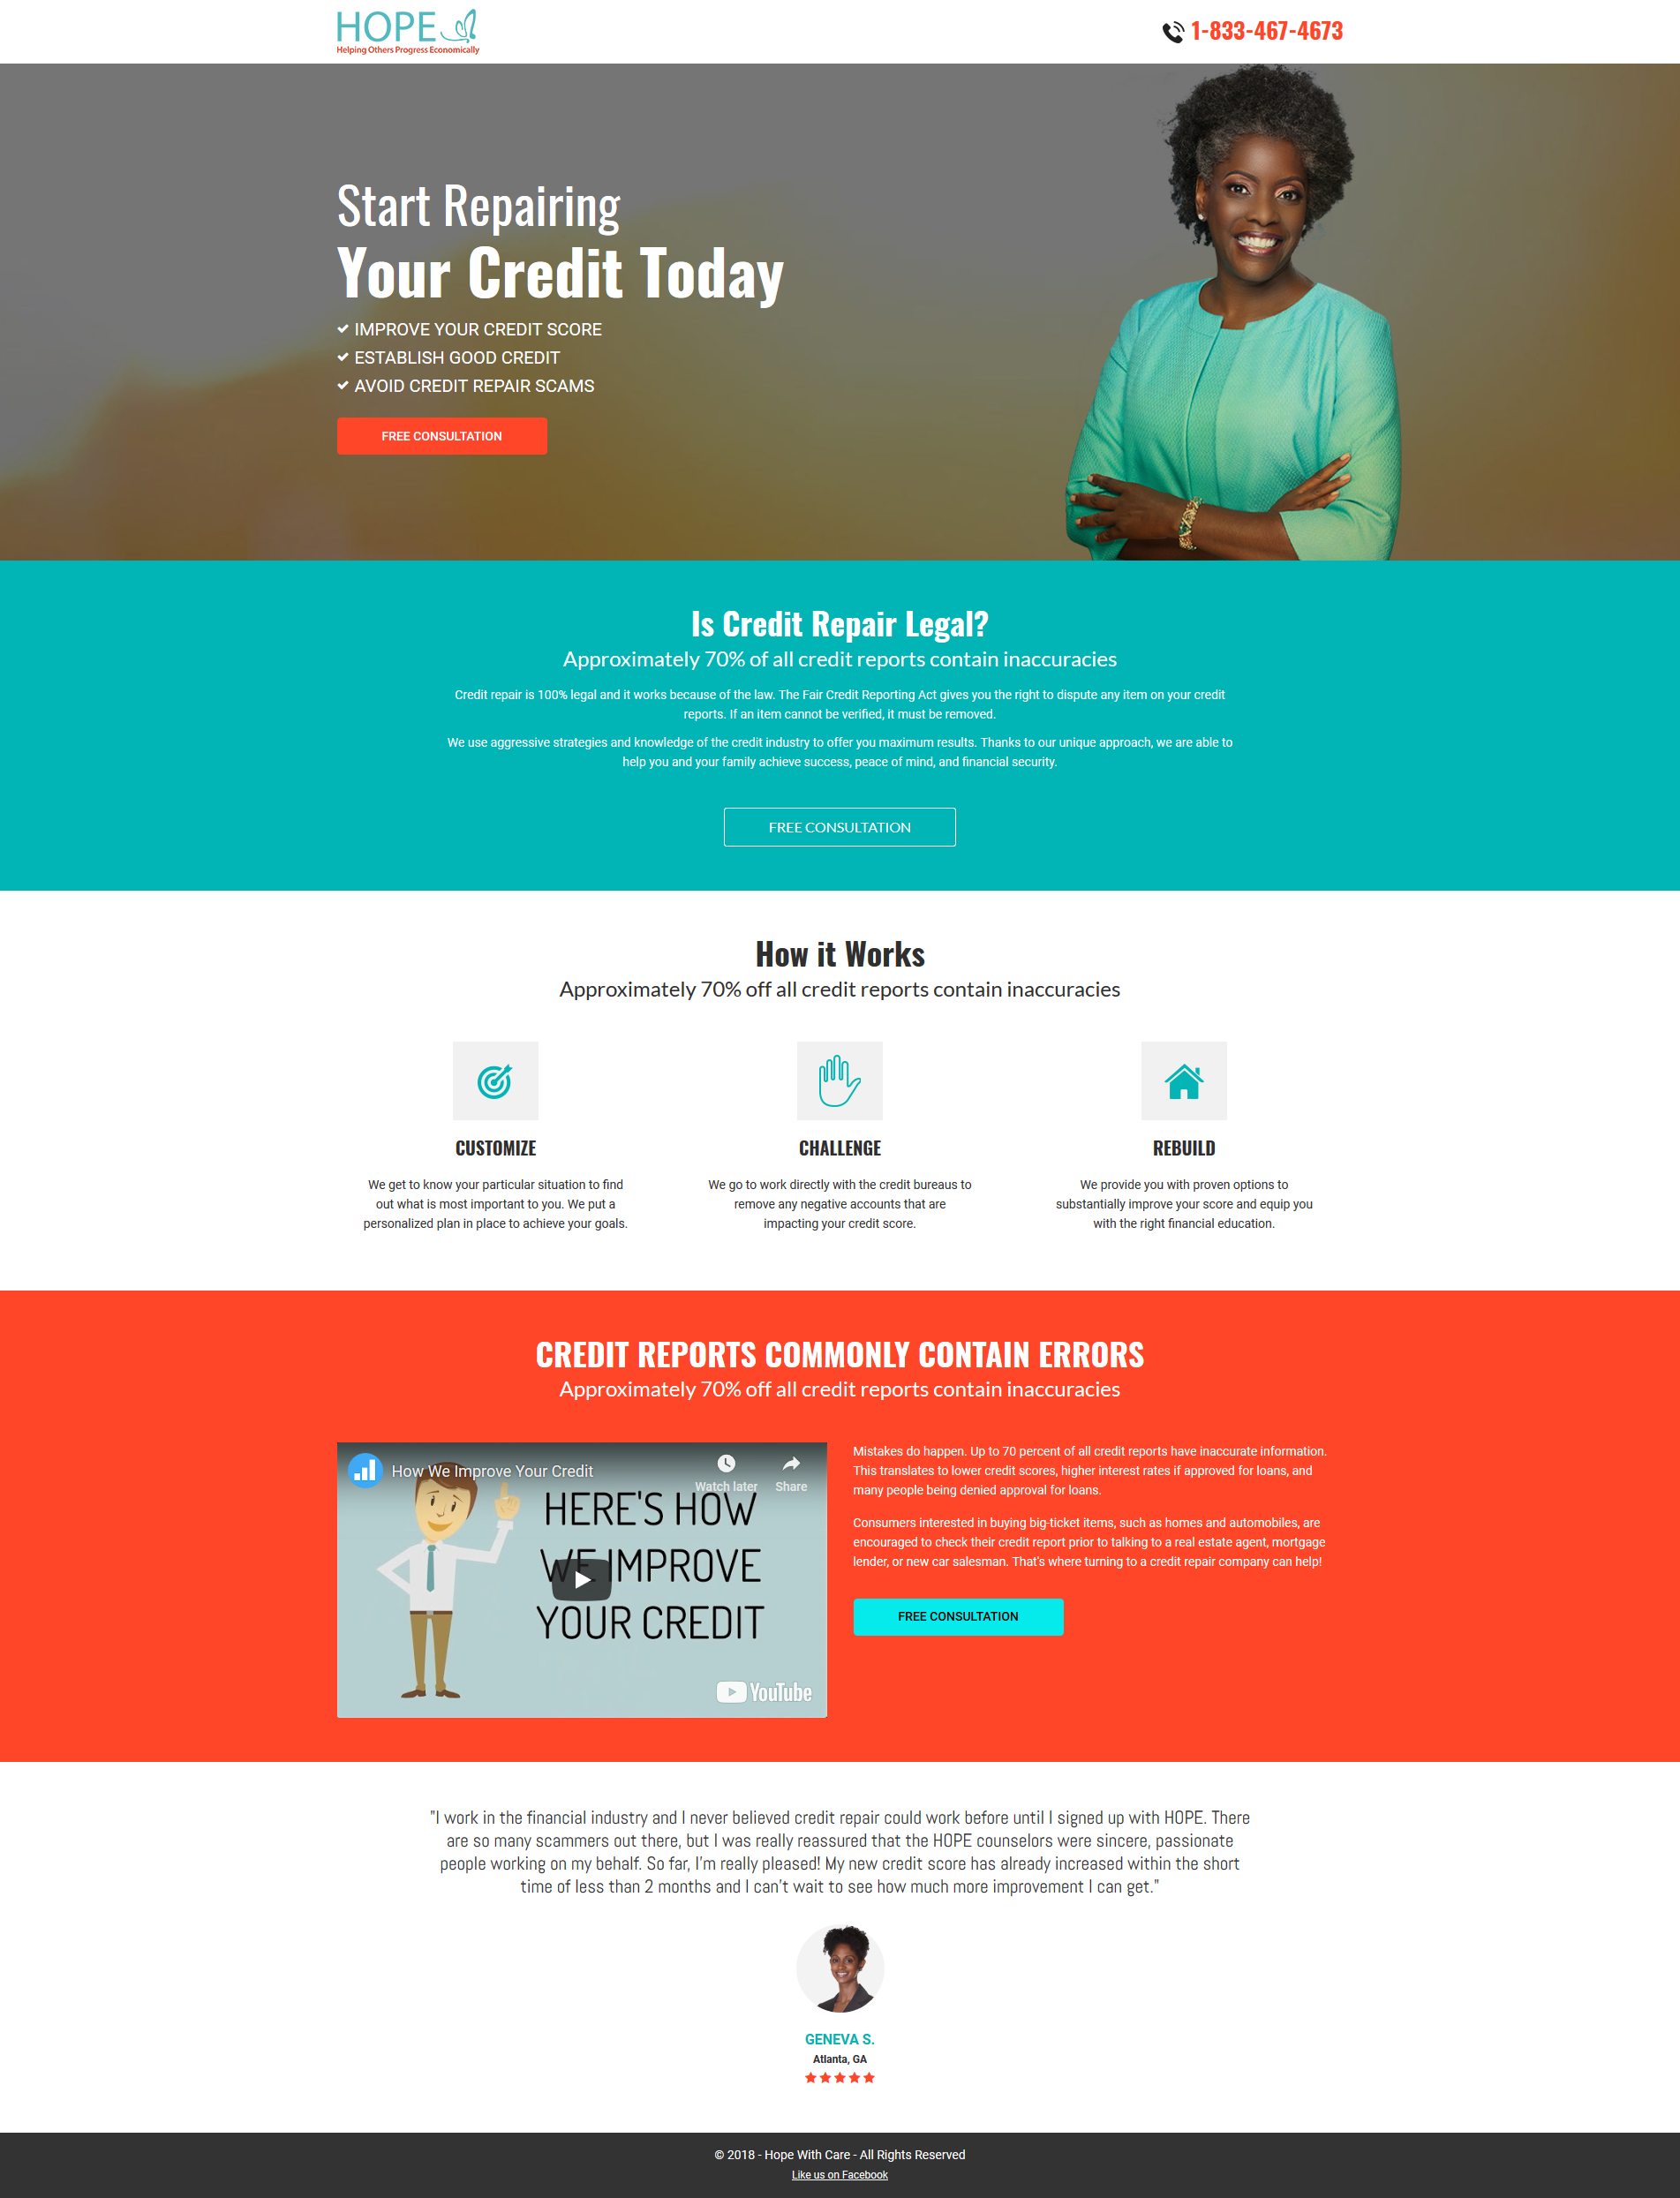 HOPE
Helping Others Progress Economically
1-833-467-4673
Start Repairing
Your Credit Today
IMPROVE YOUR CREDIT SCORE
ESTABLISH GOOD CREDIT
AVOID CREDIT REPAIR SCAMS
FREE CONSULTATION
Is Credit Repair Legal?
Approximately 70% of all credit reports contain inaccuracies
Credit repair is 100% legal and it works because of the law. The Fair Credit Reporting Act gives you the right to dispute any item on your credit
reports. If an item cannot be verified, it must be removed.
We use aggressive strategies and knowledge of the credit industry to offer you maximum results. Thanks to our unique approach, we are able to
help you and your family achieve success, peace of mind, and financial security.
FREE CONSULTATION
How it Works
Approximately 70% off all credit reports contain inaccuracies
CUSTOMIZE
We get to know your particular situation to find
out what is most important to you. We put a
personalized plan in place to achieve your goals.
CHALLENGE
We go to work directly with the credit bureaus to
remove any negative accounts that are
impacting your credit score.
REBUILD
We provide you with proven options to
substantially improve your score and equip you
with the right financial education.
CREDIT REPORTS COMMONLY CONTAIN ERRORS
Approximately 70% off all credit reports contain inaccuracies
How We Improve Your Credit
Watch later
Share
HERE'S HOW
WE IMPROVE
YOUR CREDIT
YouTube
Mistakes do happen. Up to 70 percent of all credit reports have inaccurate information.
This translates to lower credit scores, higher interest rates if approved for loans, and
many people being denied approval for loans.
Consumers interested in buying big-ticket items, such as homes and automobiles, are
encouraged to check their credit report prior to talking to a real estate agent, mortgage
lender, or new car salesman. That's where turning to a credit repair company can help!
FREE CONSULTATION
"I work in the financial industry and I never believed credit repair could work before until I signed up with HOPE. There
are so many scammers out there, but I was really reassured that the HOPE counselors were sincere, passionate
people working on my behalf. So far, I'm really pleased! My new credit score has already increased within the short
time of less than 2 months and I can't wait to see how much more improvement I can get."
GENEVA S.
Atlanta, GA
© 2018 - Hope With Care - All Rights Reserved
Like us on Facebook